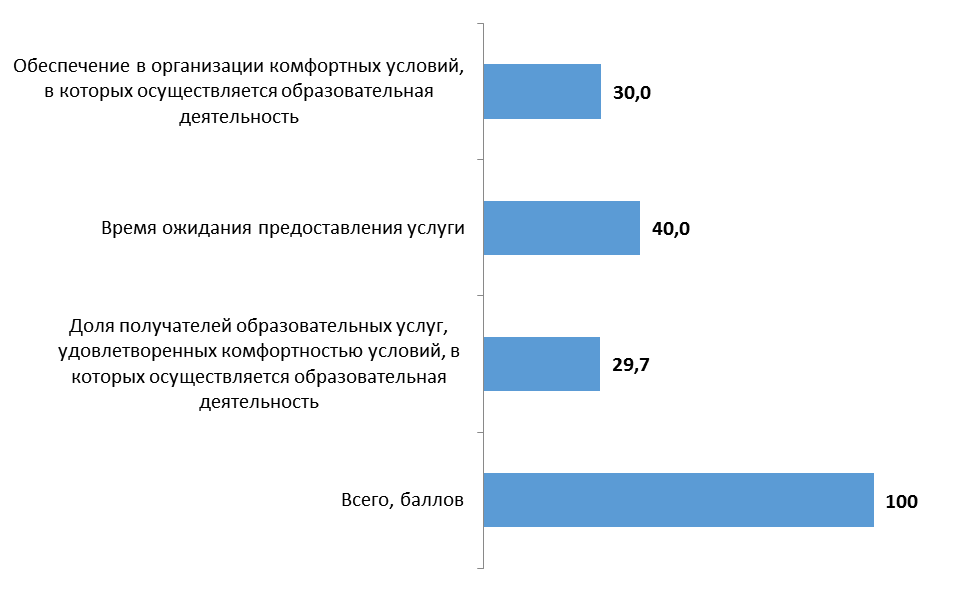 Обеспечение в организации комфортных условий,
в которых осуществляется образовательная
деятельность
30,0
Время ожидания предоставления услуги
40,0
Доля получателей образовательных услуг,
удовлетворенных комфортностью условий, в
которых осуществляется образовательная
деятельность
29,7
Всего, баллов
100